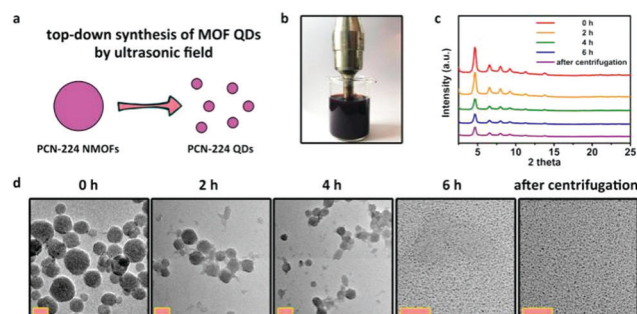 a
top-down synthesis of MOF QDs
by ultrasonic field
PCN-224 NMOFs
PCN-224 QDs
b
c
Intensity (a.u.)
0 h
2 h
4 h
6 h
after centrifugation
5 10 15 20 25
2 theta
d
0 h
2 h
4 h
6 h
after centrifugation